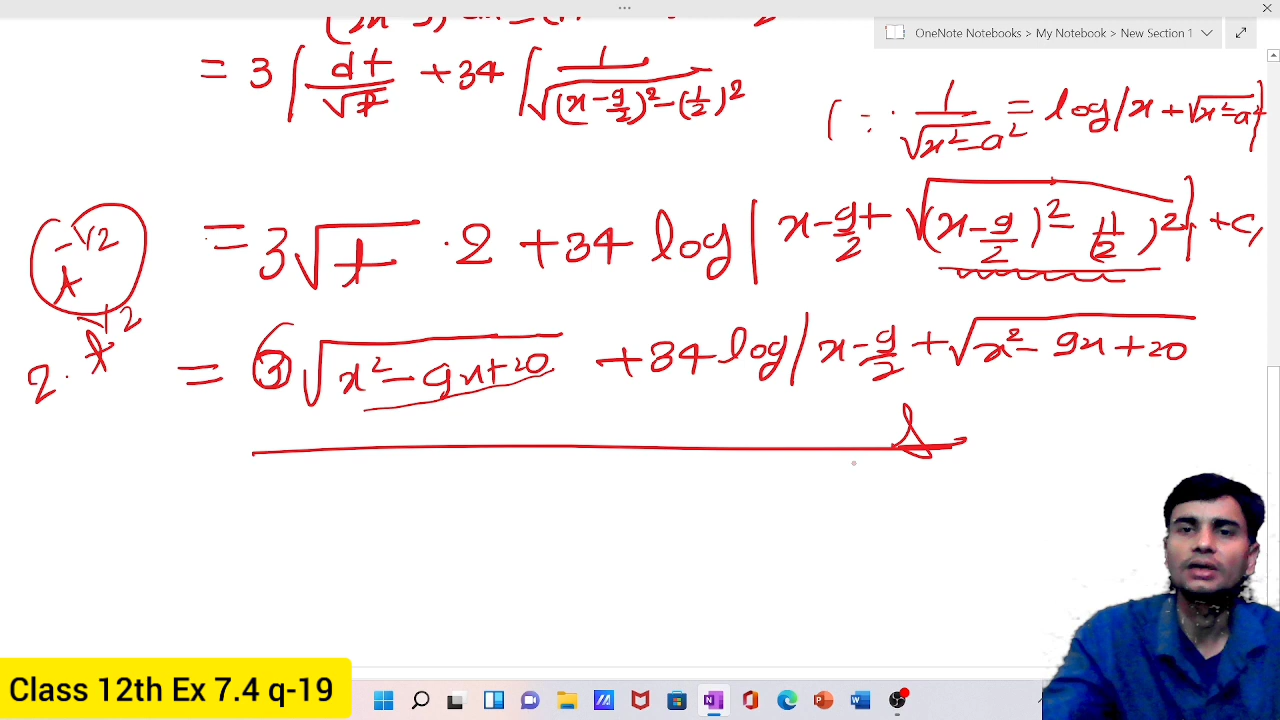 OneNote Notebooks > My Notebook > New Section 1
= 3 ∫ dt/√t + 34 ∫ 1/√((x-9/2)²-(1/2)²)
(∵ 1/√(x²-a²) = log|x+√(x²-a²)|
= 3√t · 2 + 34 log|x-9/2+√((x-9/2)²-(1/2)²)| + C,
t -1/2
2. t 1/2
= 6 √(x²-9x+20) + 34 log|x-9/2+√(x²-9x+20)
Class 12th Ex 7.4 q-19